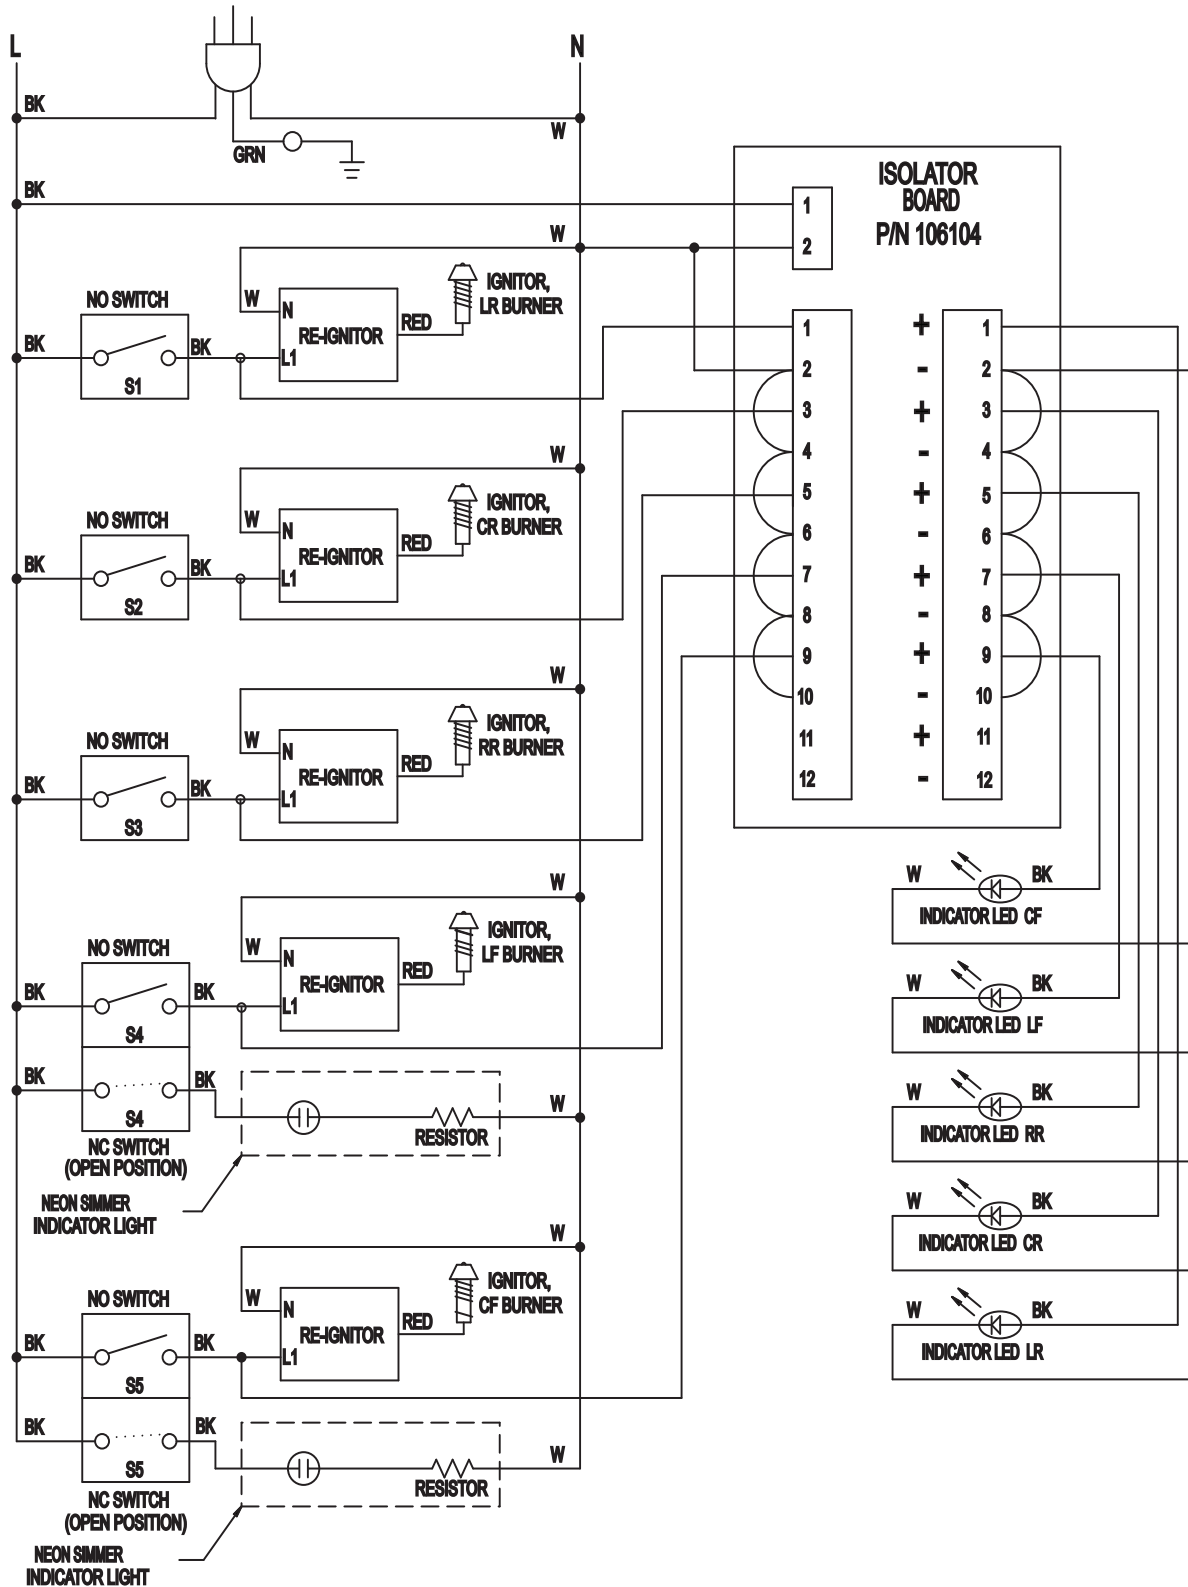 L
N
BK
W
GRN
BK
ISOLATOR
BOARD
P/N 106104
1
2
W
NO SWITCH
BK
S1
BK
W
N
L1
RE-IGNITOR
RED
IGNITOR,
LR BURNER
W
NO SWITCH
BK
S2
BK
W
N
L1
RE-IGNITOR
RED
IGNITOR,
CR BURNER
W
NO SWITCH
BK
S3
BK
W
N
L1
RE-IGNITOR
RED
IGNITOR,
RR BURNER
W
NO SWITCH
BK
S4
BK
W
N
L1
RE-IGNITOR
RED
IGNITOR,
LF BURNER
BK
S4
BK
NC SWITCH
(OPEN POSITION)
W
RESISTOR
NEON SIMMER
INDICATOR LIGHT
W
NO SWITCH
BK
S5
BK
W
N
L1
RE-IGNITOR
RED
IGNITOR,
CF BURNER
BK
S5
BK
NC SWITCH
(OPEN POSITION)
W
RESISTOR
NEON SIMMER
INDICATOR LIGHT
1 + 1
2 - 2
3 + 3
4 - 4
5 + 5
6 - 6
7 + 7
8 - 8
9 + 9
10 - 10
11 + 11
12 - 12
W BK
INDICATOR LED CF
W BK
INDICATOR LED LF
W BK
INDICATOR LED RR
W BK
INDICATOR LED CR
W BK
INDICATOR LED LR